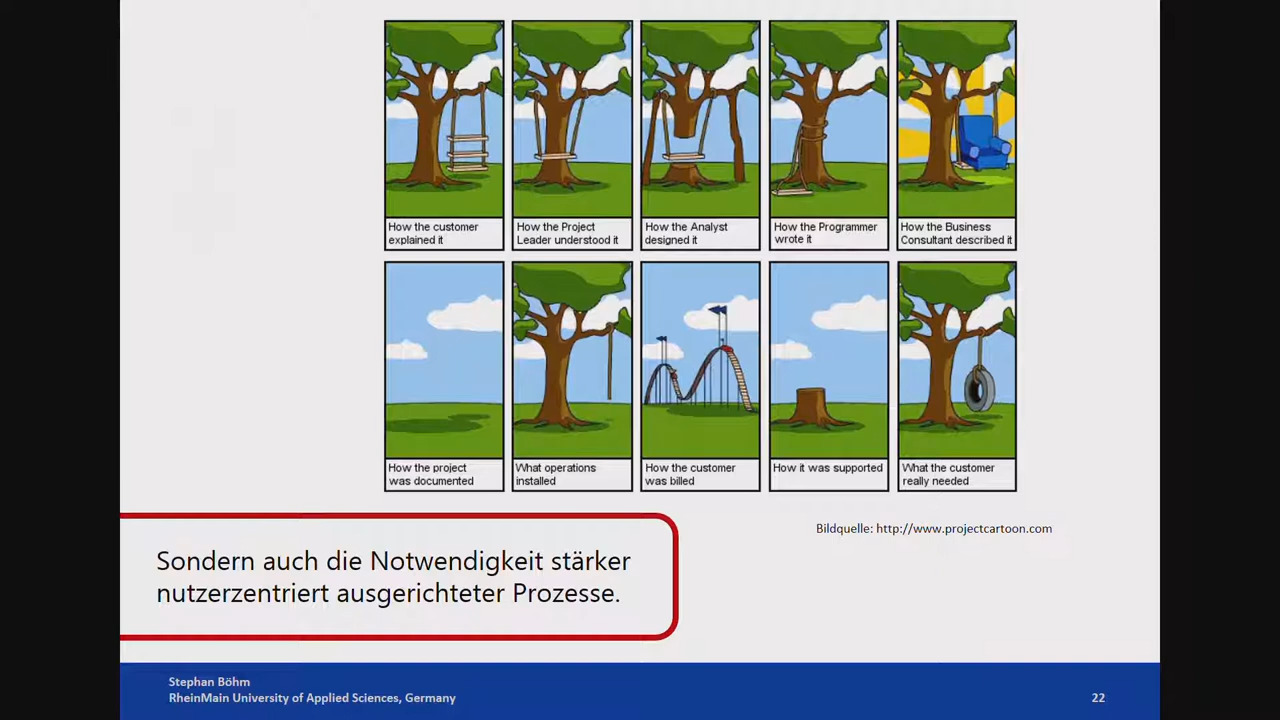 How the customer
explained it
How the Project
Leader understood it
How the Analyst
designed it
How the Programmer
wrote it
How the Business
Consultant described it
How the project
was documented
What operations
installed
How the customer
was billed
How it was supported
What the customer
really needed
Bildquelle: http://www.projectcartoon.com
Sondern auch die Notwendigkeit stärker
nutzerzentriert ausgerichteter Prozesse.
Stephan Böhm
RheinMain University of Applied Sciences, Germany
22